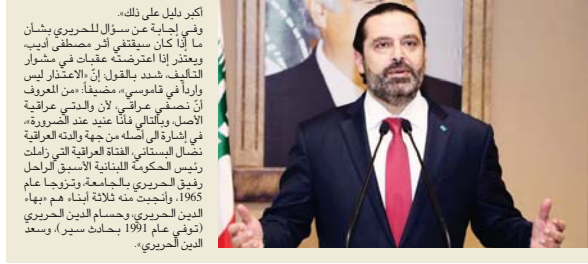 أكبر دليل على ذلك».
وفي إجابة عن سؤال للحريري بشأن
ما إذا كان سيقتفي أثر مصطفى أديب،
ويعتذر إذا اعترضته عقبات في مشوار
التأليف، شدد بالقول: إنّ «الاعتذار ليس
وارداً في قاموسي»، مضيفاً: «من المعروف
أنّ نصفي عراقي، لأن والدتي عراقية
الأصل، وبالتالي فأنا عنيد عند الضرورة»،
في إشارة الى أصله من جهة والدته العراقية
نضال البستاني، الفتاة العراقية التي زاملت
رئيس الحكومة اللبنانية الأسبق الراحل
رفيق الحريري بالجامعة، وتزوجا عام
1965، وأنجبت منه ثلاثة أبناء هم «بهاء
الدين الحريري، وحسام الدين الحريري
(توفي عام 1991 بحادث سير)، وسعد
الدين الحريري».